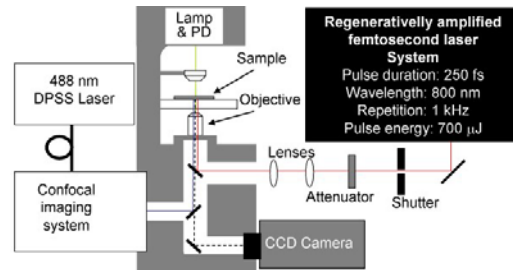 Lamp
& PD
Regenerativelly amplified
femtosecond laser
System
Pulse duration: 250 fs
Wavelength: 800 nm
Repetition: 1 kHz
Pulse energy: 700 μJ
Sample
488 nm
DPSS Laser
Objective
Lenses
Attenuator
Shutter
Confocal
imaging
system
CCD Camera